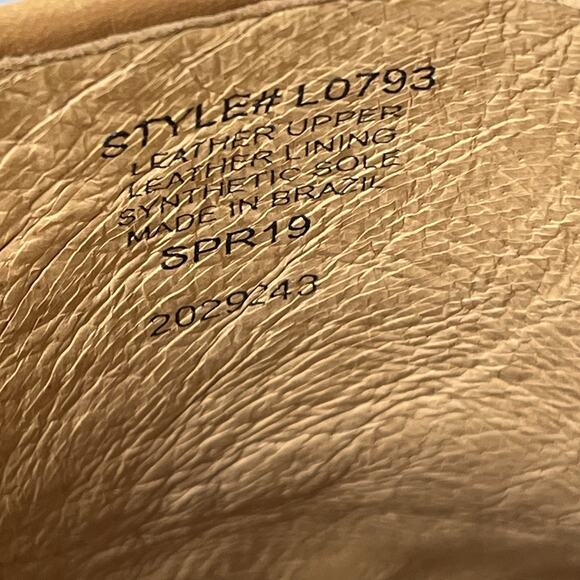 STYLE# L0793
LEATHER UPPER
LEATHER LINING
SYNTHETIC SOLE
MADE IN BRAZIL
SPR19
2029243